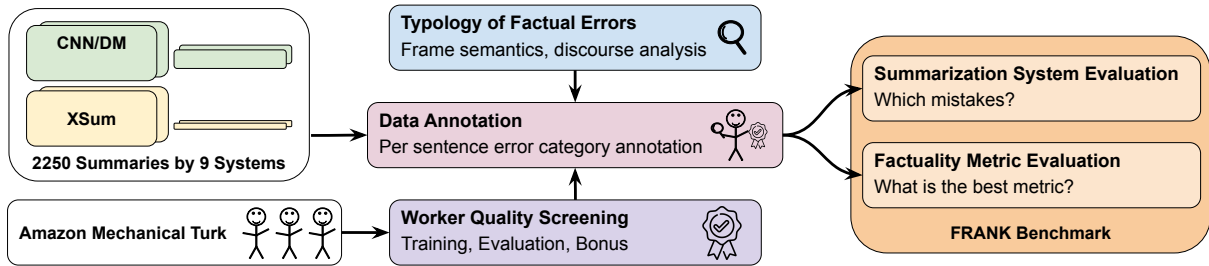 CNN/DM
XSum
2250 Summaries by 9 Systems
Amazon Mechanical Turk
Typology of Factual Errors
Frame semantics, discourse analysis
Data Annotation
Per sentence error category annotation
Worker Quality Screening
Training, Evaluation, Bonus
Summarization System Evaluation
Which mistakes?
Factuality Metric Evaluation
What is the best metric?
FRANK Benchmark